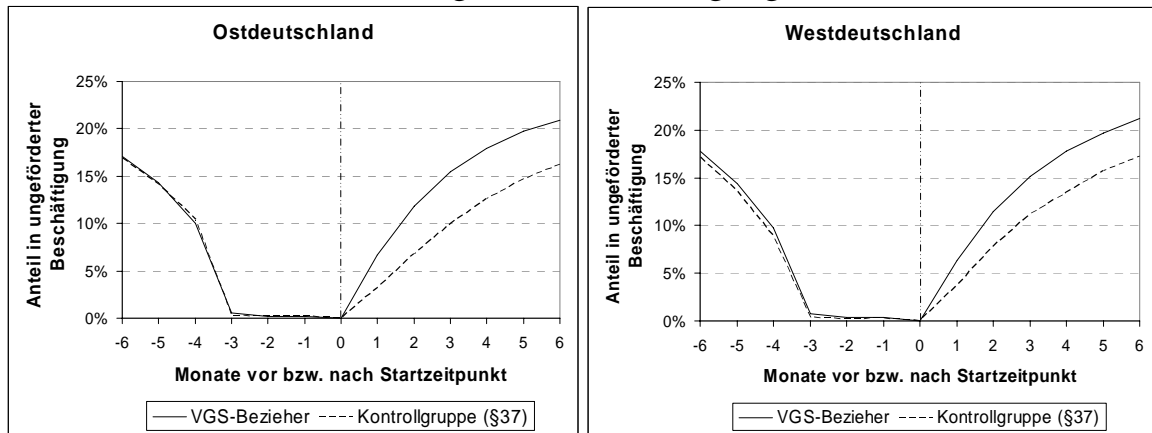 Ostdeutschland
Anteil in ungeförderter
Beschäftigung
25%
20%
15%
10%
5%
0%
-6 -5 -4 -3 -2 -1 0 1 2 3 4 5 6
Monate vor bzw. nach Startzeitpunkt
VGS-Bezieher Kontrollgruppe (§37)
Westdeutschland
Anteil in ungeförderter
Beschäftigung
25%
20%
15%
10%
5%
0%
-6 -5 -4 -3 -2 -1 0 1 2 3 4 5 6
Monate vor bzw. nach Startzeitpunkt
VGS-Bezieher Kontrollgruppe (§37)